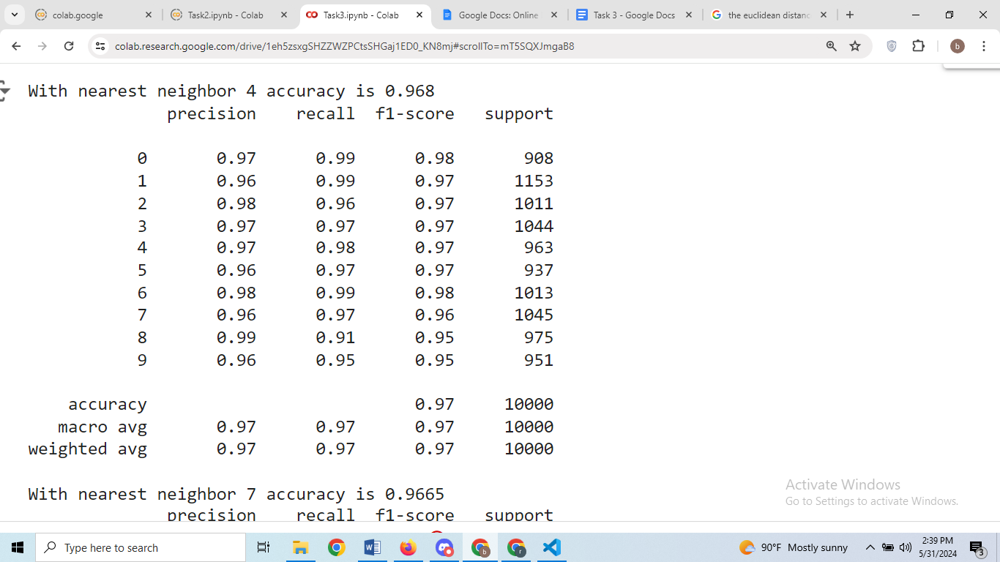 colab.google
Task2.ipynb - Colab
Task3.ipynb - Colab
Google Docs: Online
Task 3 - Google Docs
the euclidean distanc
colab.research.google.com/drive/1eh5zsxgSHZZWZPCtsSHGaj1ED0_KN8mj#scrollTo=mT5SQXJmgaB8
b
With nearest neighbor 4 accuracy is 0.968
precision recall f1-score support
0 0.97 0.99 0.98 908
1 0.96 0.99 0.97 1153
2 0.98 0.96 0.97 1011
3 0.97 0.97 0.97 1044
4 0.97 0.98 0.97 963
5 0.96 0.97 0.97 937
6 0.98 0.99 0.98 1013
7 0.96 0.97 0.96 1045
8 0.99 0.91 0.95 975
9 0.96 0.95 0.95 951
accuracy 0.97 10000
macro avg 0.97 0.97 0.97 10000
weighted avg 0.97 0.97 0.97 10000
With nearest neighbor 7 accuracy is 0.9665
precision recall f1-score support
Activate Windows
Go to Settings to activate Windows.
Type here to search
90°F Mostly sunny
2:39 PM
5/31/2024
3